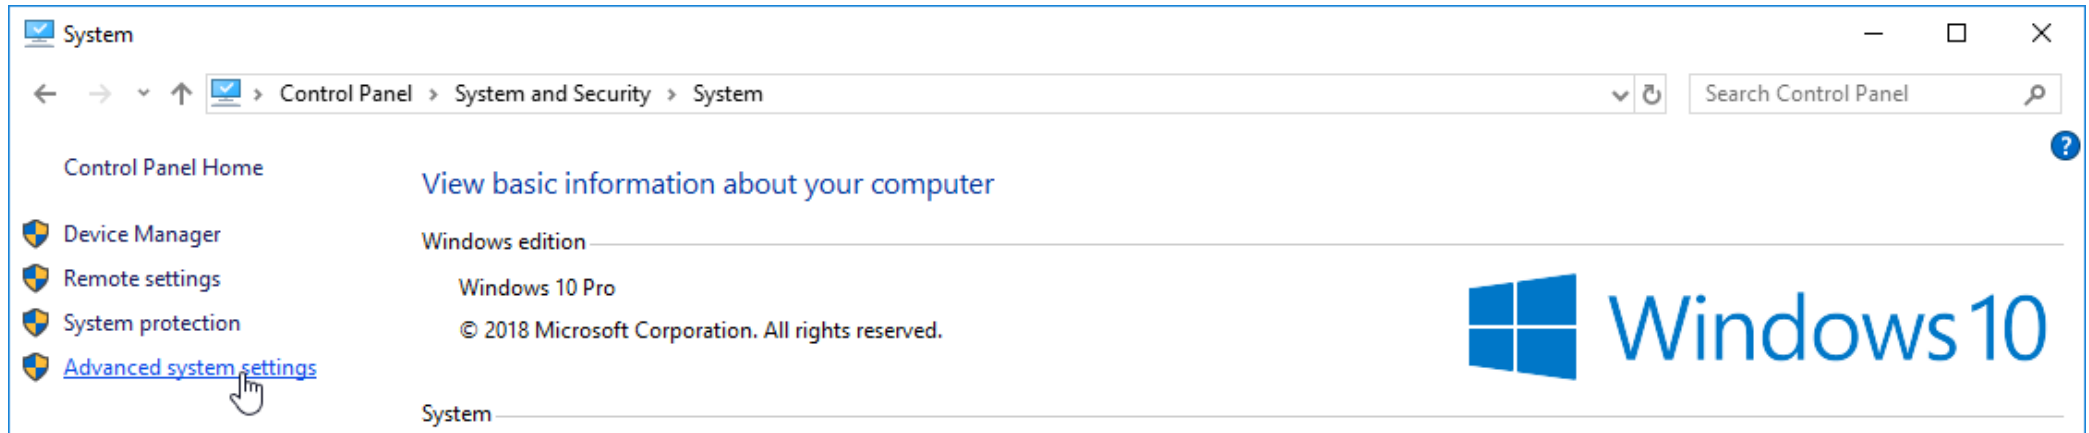 System
Control Panel > System and Security > System
Search Control Panel
?
Control Panel Home
Device Manager
Remote settings
System protection
Advanced system settings
View basic information about your computer
Windows edition
Windows 10 Pro
© 2018 Microsoft Corporation. All rights reserved.
Windows 10
System